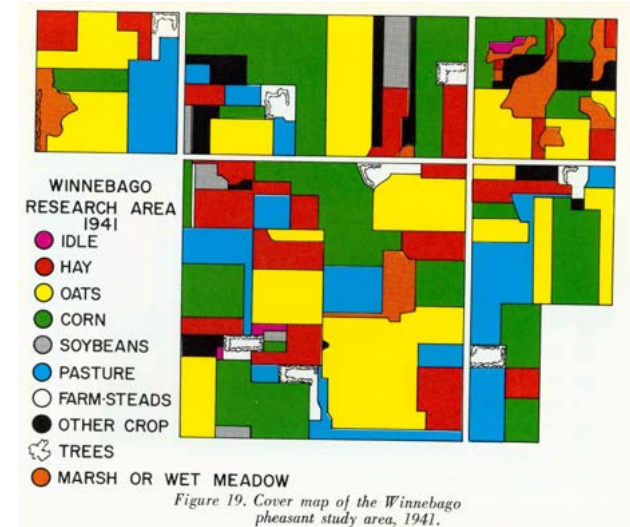 WINNEBAGO
RESEARCH AREA
1941
IDLE
HAY
OATS
CORN
SOYBEANS
PASTURE
FARM-STEADS
OTHER CROP
TREES
MARSH OR WET MEADOW
Figure 19. Cover map of the Winnebago
pheasant study area, 1941.